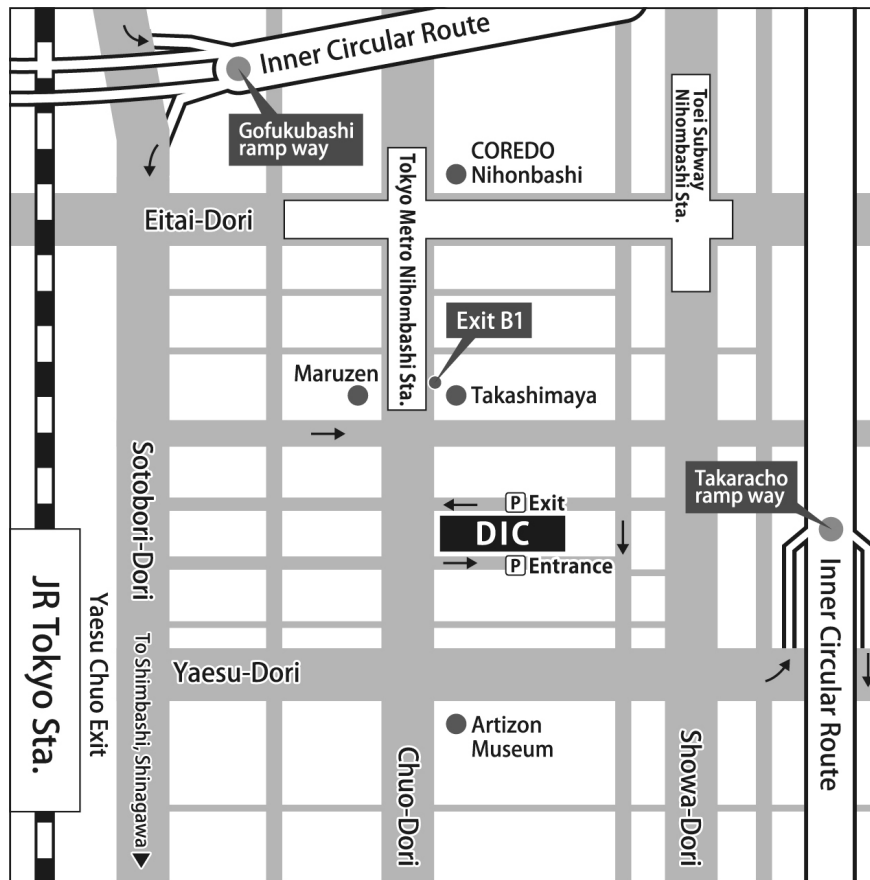 Inner Circular Route
Gofukubashi
ramp way
COREDO
Nihonbashi
Toei Subway
Nihombashi Sta.
Tokyo Metro Nihombashi Sta.
Eitai-Dori
Exit B1
Maruzen
Takashimaya
Sotobori-Dori
Takaracho
ramp way
P Exit
DIC
P Entrance
JR Tokyo Sta.
Yaesu Chuo Exit
To Shimbashi, Shinagawa
Yaesu-Dori
Inner Circular Route
Artizon
Museum
Chuo-Dori
Showa-Dori